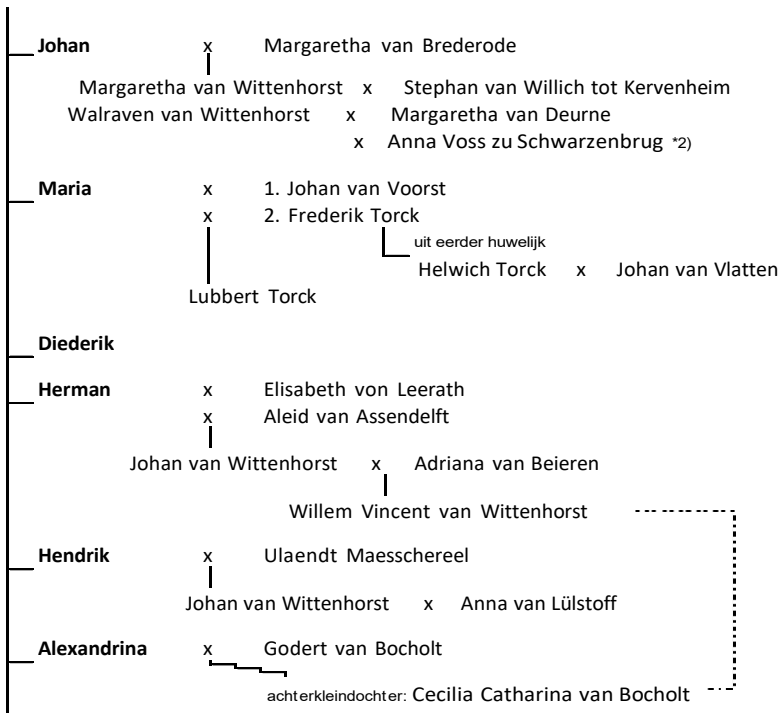 Johan x Margaretha van Brederode
Margaretha van Wittenhorst x Stephan van Willich tot Kervenheim
Walraven van Wittenhorst x Margaretha van Deurne
x Anna Voss zu Schwarzenbrug *2)
Maria x 1. Johan van Voorst
x 2. Frederik Torck
uit eerder huwelijk
Helwich Torck x Johan van Vlatten
Lubbert Torck
Diederik
Herman x Elisabeth von Leerath
x Aleid van Assendelft
Johan van Wittenhorst x Adriana van Beieren
Willem Vincent van Wittenhorst
Hendrik x Ulaendt Maesschereel
Johan van Wittenhorst x Anna van Lülstoff
Alexandrina x Godert van Bocholt
achterkleindochter: Cecilia Catharina van Bocholt